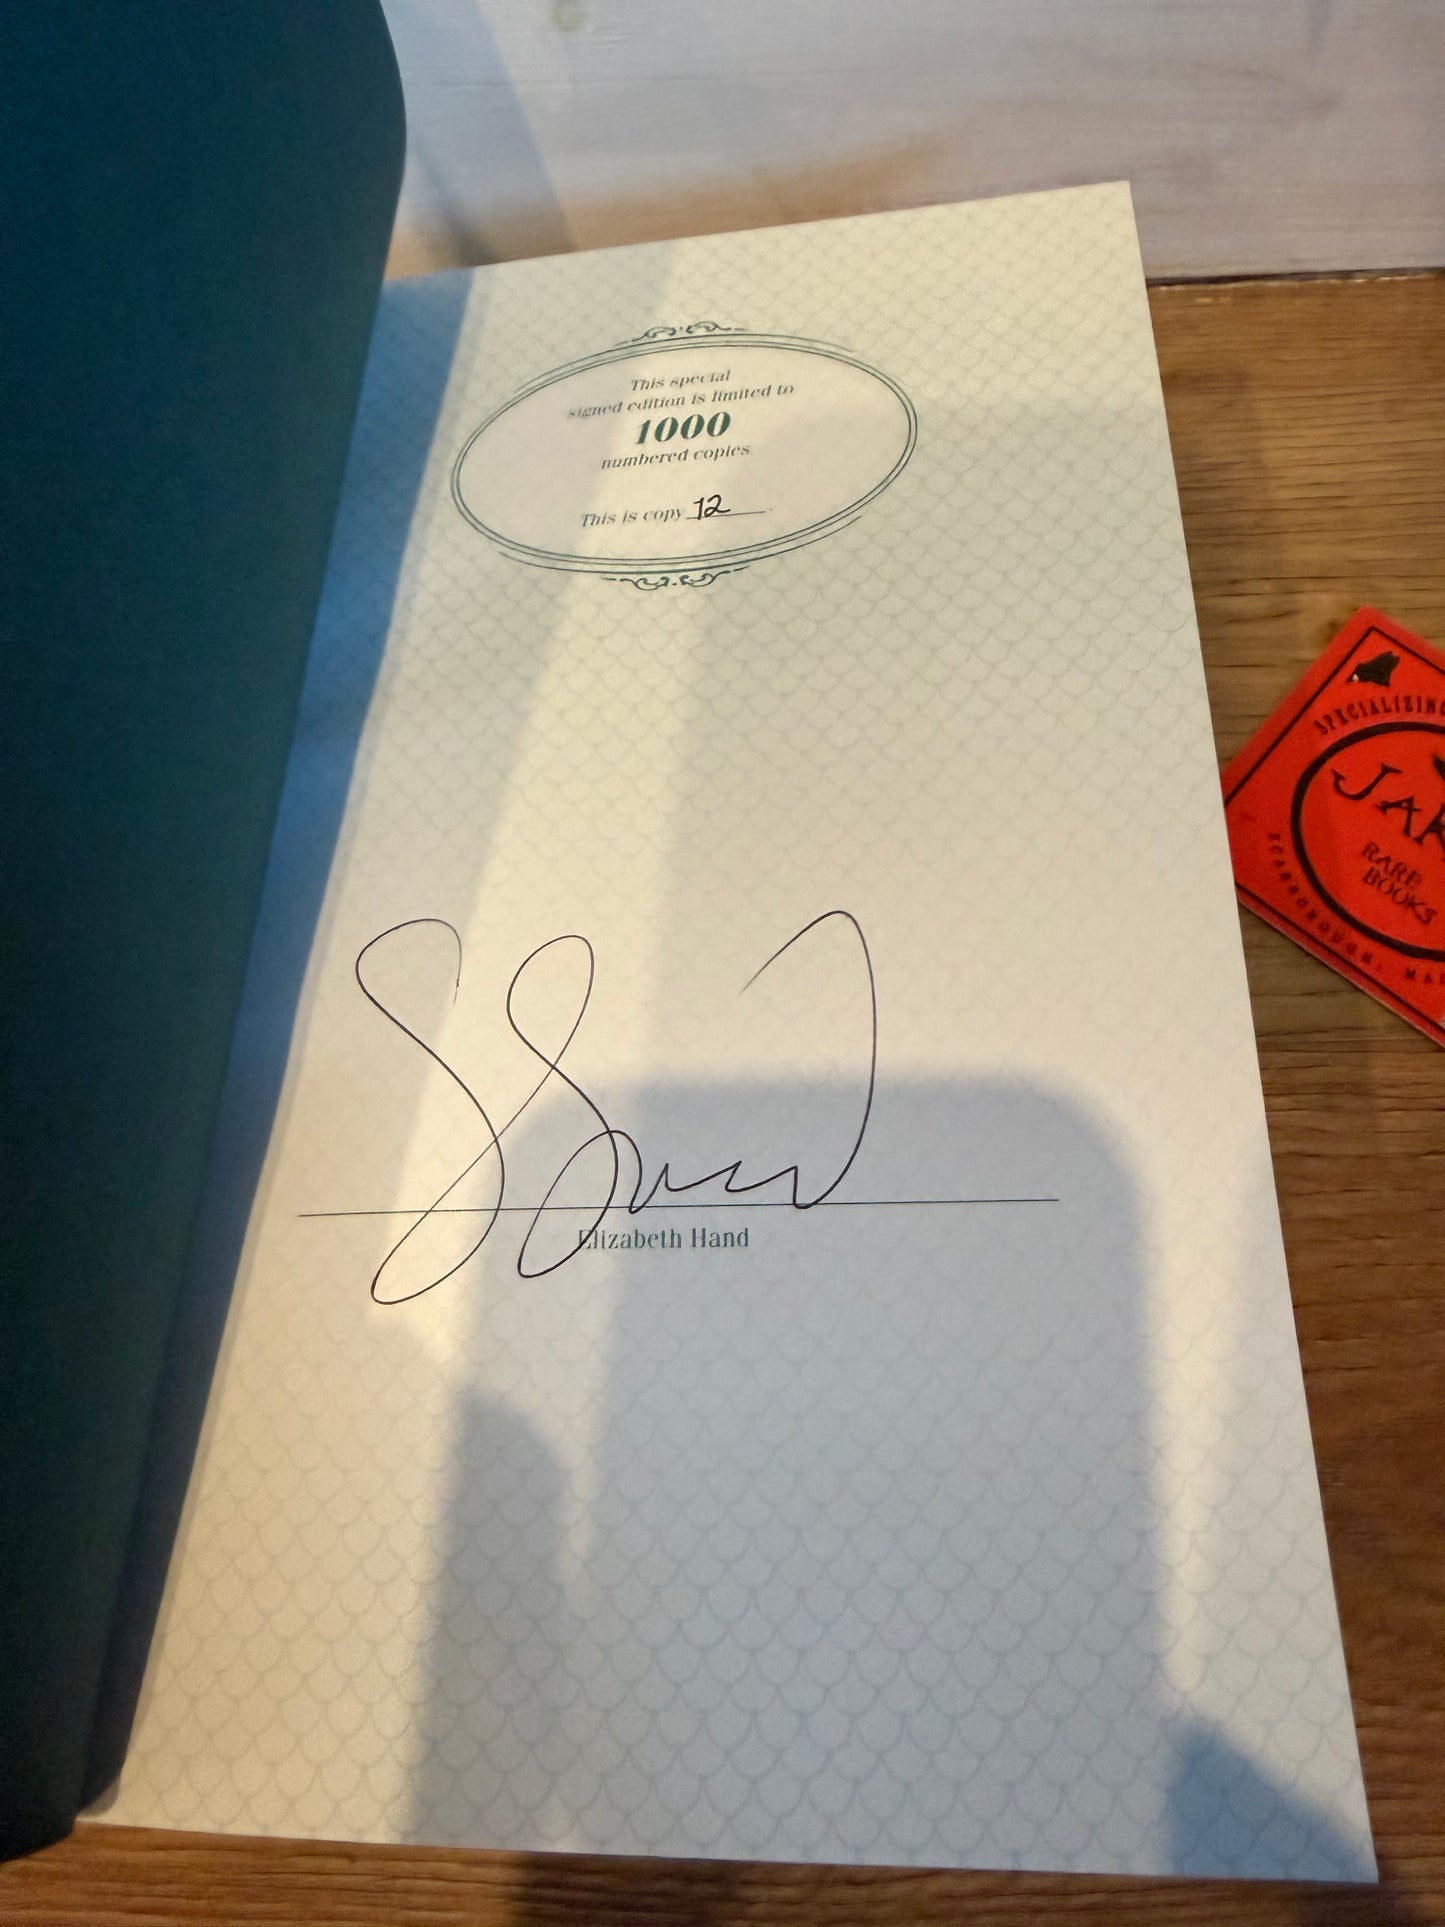 This special
signed edition is limited to
1000
numbered copies.
This is copy 12.
Elizabeth Hand
SPECIALIZING
RARE
BOOKS
SCARBOROUGH,